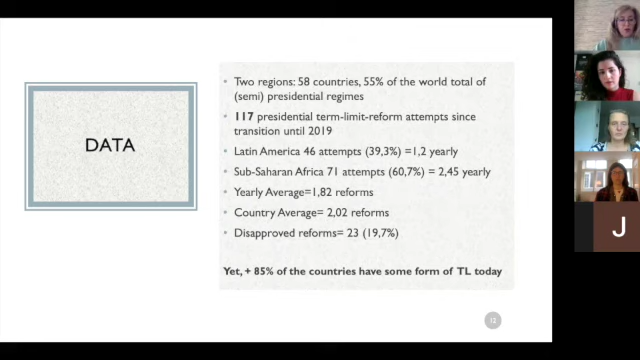 DATA
• Two regions: 58 countries, 55% of the world total of
(semi) presidential regimes
• 117 presidential term-limit-reform attempts since
transition until 2019
• Latin America 46 attempts (39,3%) =1,2 yearly
• Sub-Saharan Africa 71 attempts (60,7%) = 2,45 yearly
• Yearly Average=1,82 reforms
• Country Average= 2,02 reforms
• Disapproved reforms= 23 (19,7%)
Yet, + 85% of the countries have some form of TL today
12
J